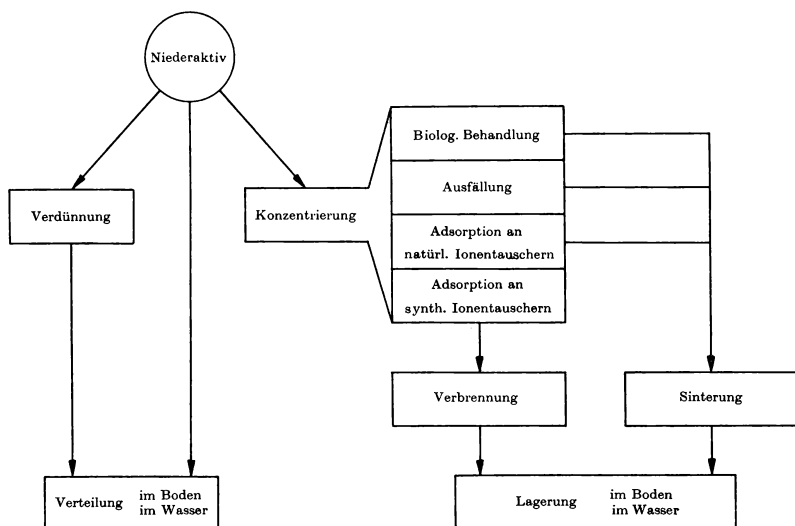 Niederaktiv
Biolog. Behandlung
Ausfällung
Verdünnung
Konzentrierung
Adsorption an
natürl. Ionentauschern
Adsorption an
synth. Ionentauschern
Verbrennung
Sinterung
Verteilung im Boden
im Wasser
Lagerung im Boden
im Wasser